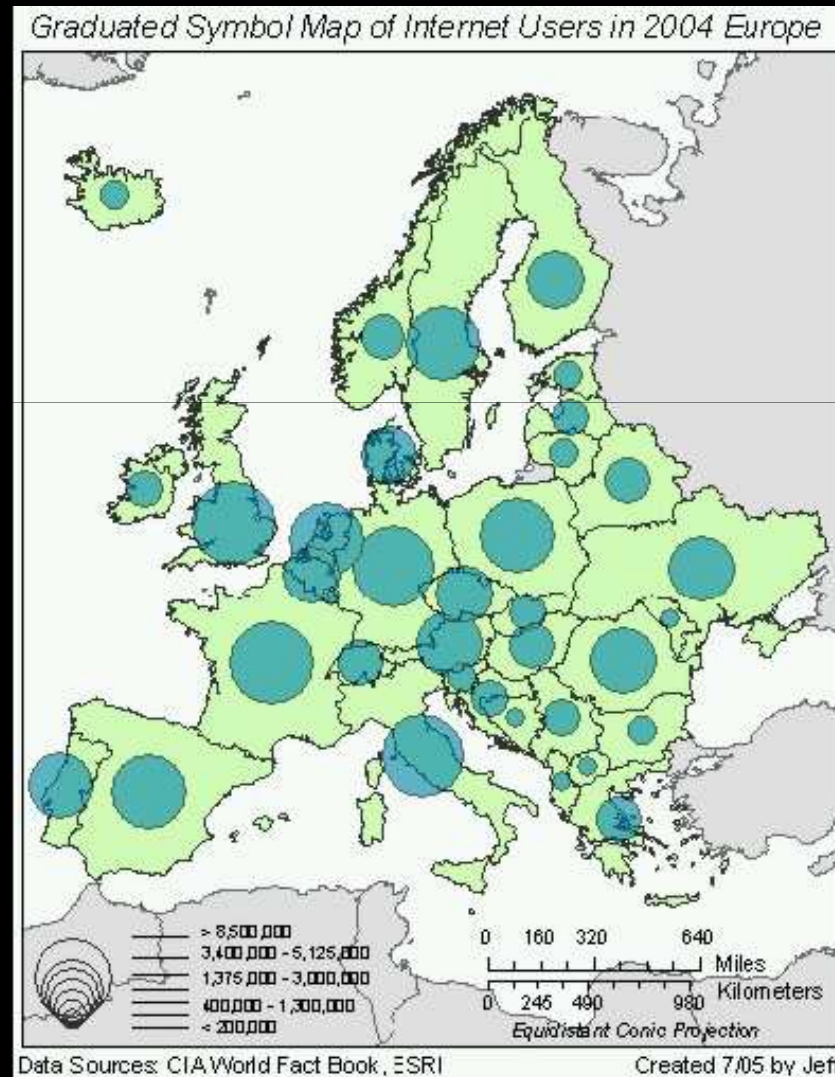 Graduated Symbol Map of Internet Users in 2004 Europe
> 8,500,000
3,400,000 - 5,125,000
1,375,000 - 3,000,000
400,000 - 1,300,000
< 200,000
0 160 320 640
Miles
Kilometers
0 245 490 980
Equidistant Conic Projection
Data Sources: CIA World Fact Book, ESRI
Created 7/05 by Jeff